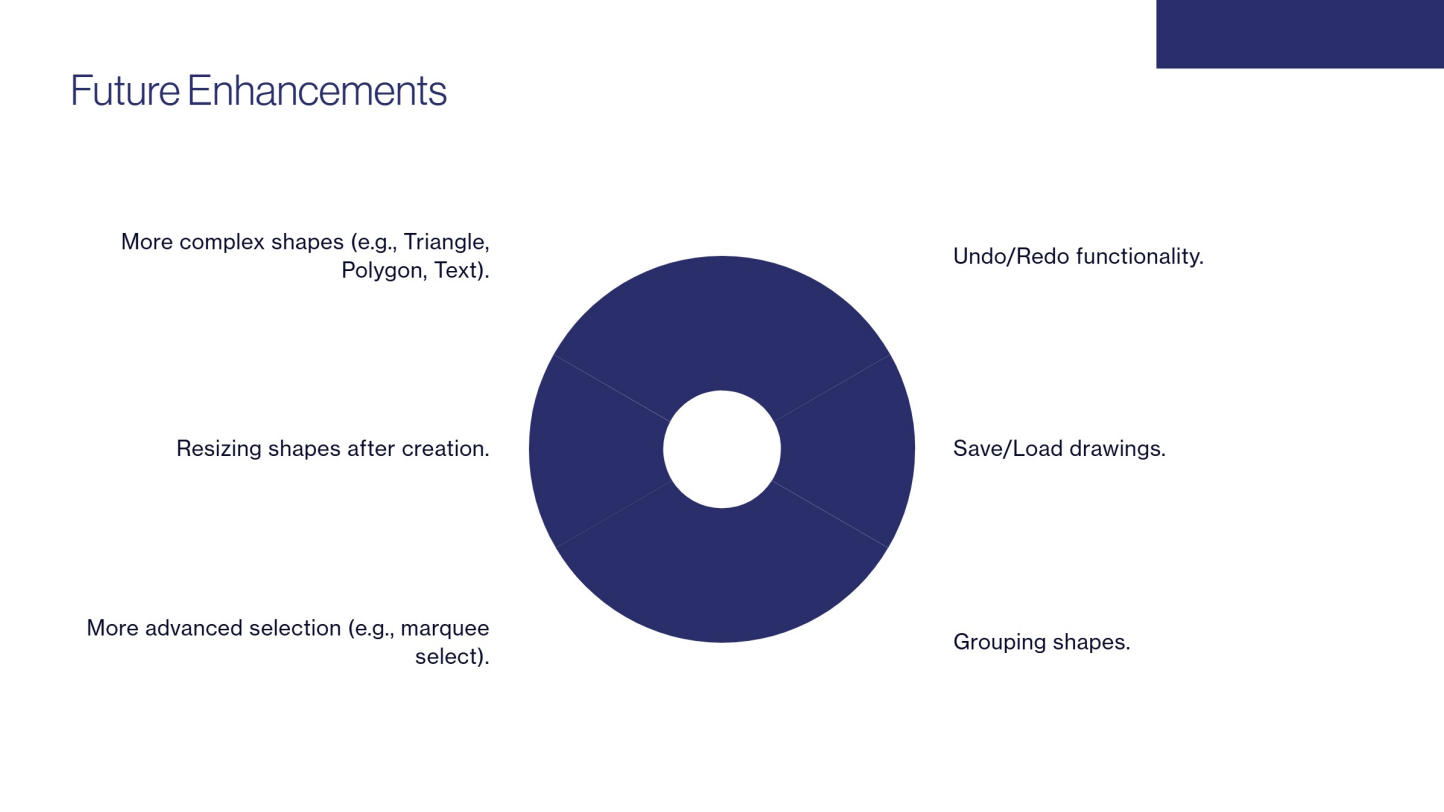 Future Enhancements
More complex shapes (e.g., Triangle,
Polygon, Text).
Undo/Redo functionality.
Resizing shapes after creation.
Save/Load drawings.
More advanced selection (e.g., marquee
select).
Grouping shapes.